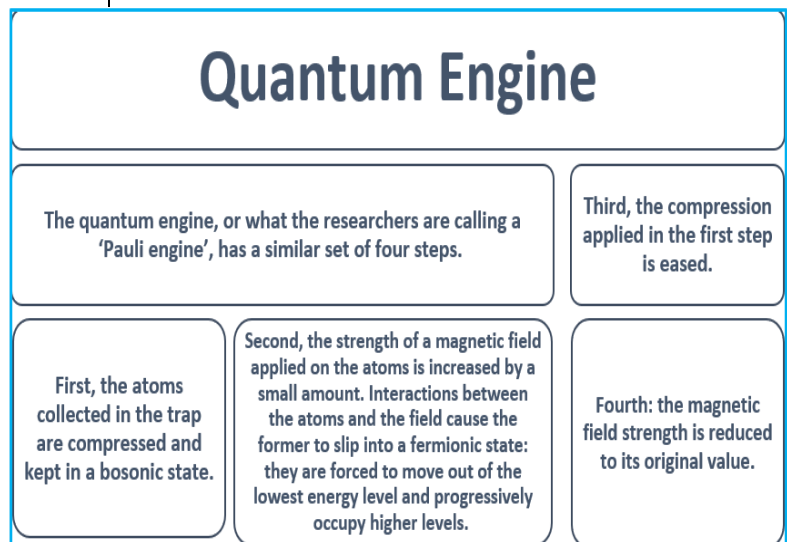 Quantum Engine
The quantum engine, or what the researchers are calling a
‘Pauli engine’, has a similar set of four steps.
First, the atoms
collected in the trap
are compressed and
kept in a bosonic state.
Second, the strength of a magnetic field
applied on the atoms is increased by a
small amount. Interactions between
the atoms and the field cause the
former to slip into a fermionic state:
they are forced to move out of the
lowest energy level and progressively
occupy higher levels.
Third, the compression
applied in the first step
is eased.
Fourth: the magnetic
field strength is reduced
to its original value.